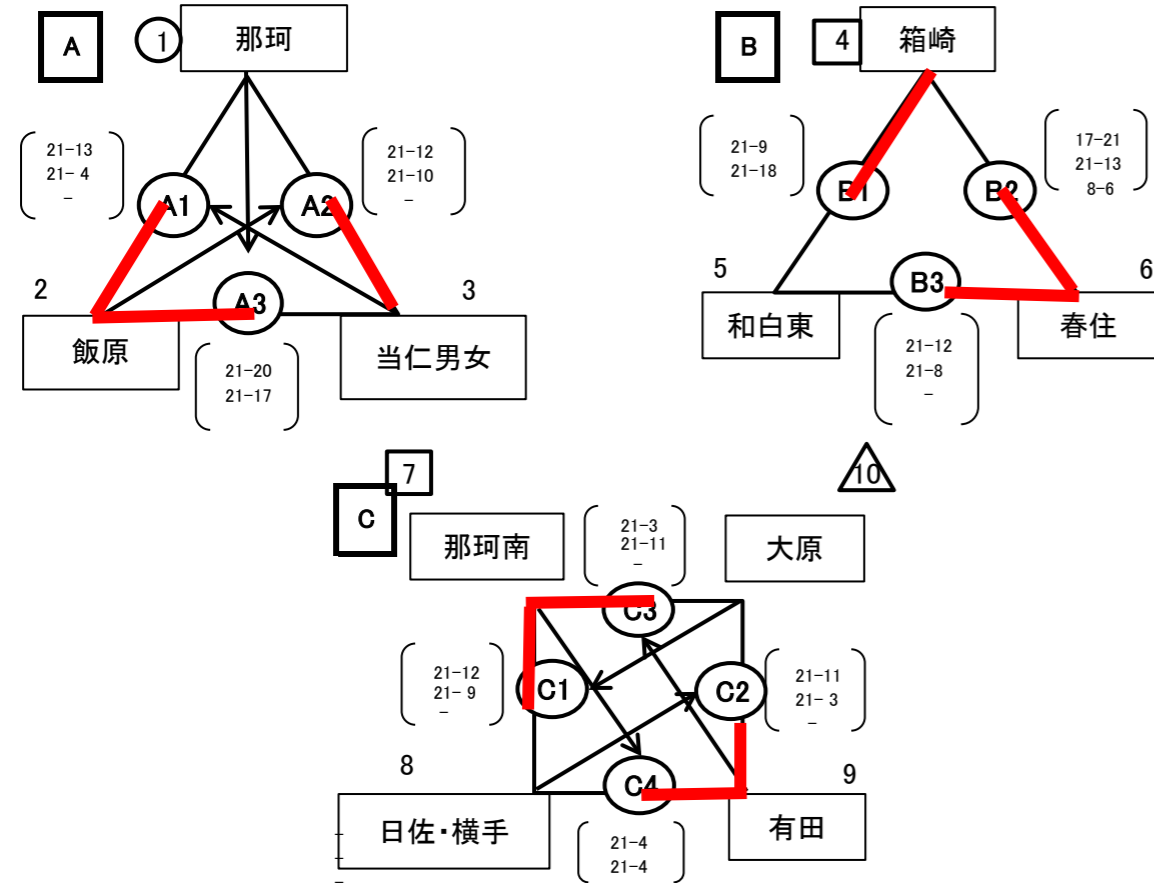 A
1
那珂
21-13
21- 4
-
A1
21-12
21-10
-
A2
2
飯原
A3
21-20
21-17
3
当仁男女
B
4
箱崎
21-9
21-18
B1
17-21
21-13
8-6
B2
5
和白東
B3
21-12
21-8
-
6
春住
C
7
那珂南
21-3
21-11
-
10
大原
C3
21-12
21- 9
-
C1
C2
21-11
21- 3
-
8
日佐・横手
-
-
-
C4
21-4
21-4
9
有田